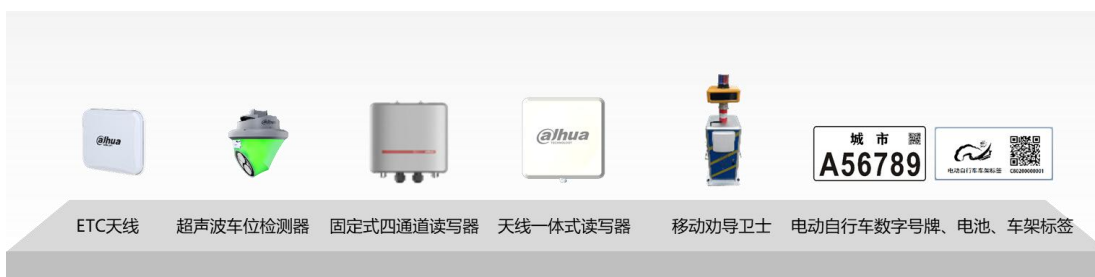 alhua
TECHNOLOGY
alhua
城市
A56789
电动自行车车架标签
ETC天线
超声波车位检测器
固定式四通道读写器
天线一体式读写器
移动劝导卫士
电动自行车数字号牌、电池、车架标签